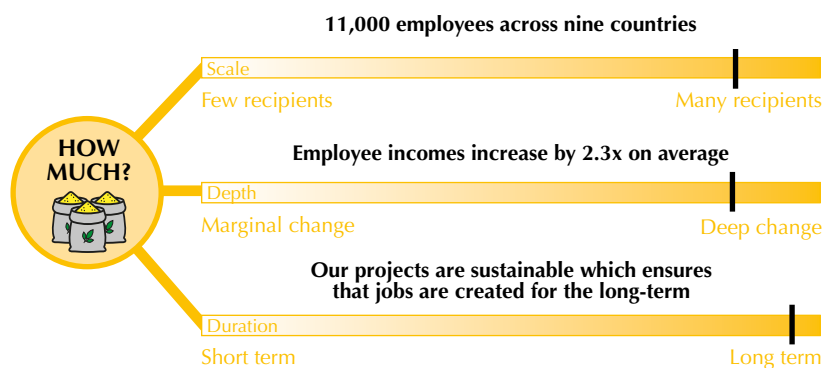 11,000 employees across nine countries
Scale
Few recipients
Many recipients
HOW
MUCH?
Employee incomes increase by 2.3x on average
Depth
Marginal change
Deep change
Our projects are sustainable which ensures
that jobs are created for the long-term
Duration
Short term
Long term